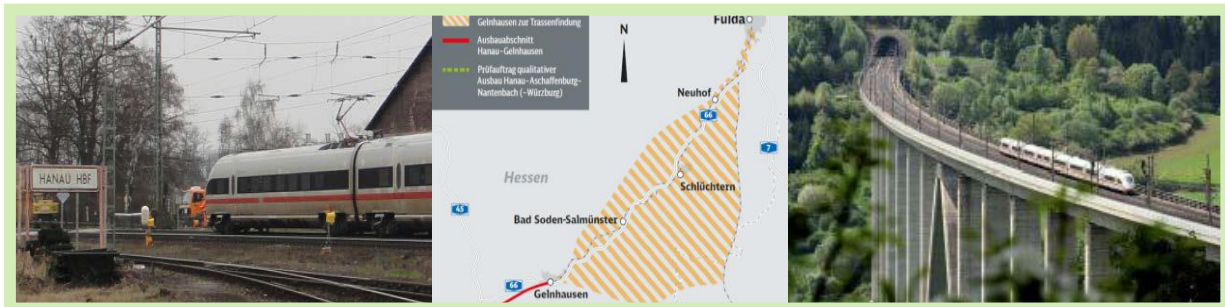 HANAU HBF
Gelnhausen zur Trassenfindung
Ausbauabschnitt
Hanau–Gelnhausen
Prüfauftrag qualitativer
Ausbau Hanau–Aschaffenburg–
Nantenbach (–Würzburg)
N
Fulda
Neuhof
66
7
Schlüchtern
Hessen
45
Bad Soden-Salmünster
66
Gelnhausen